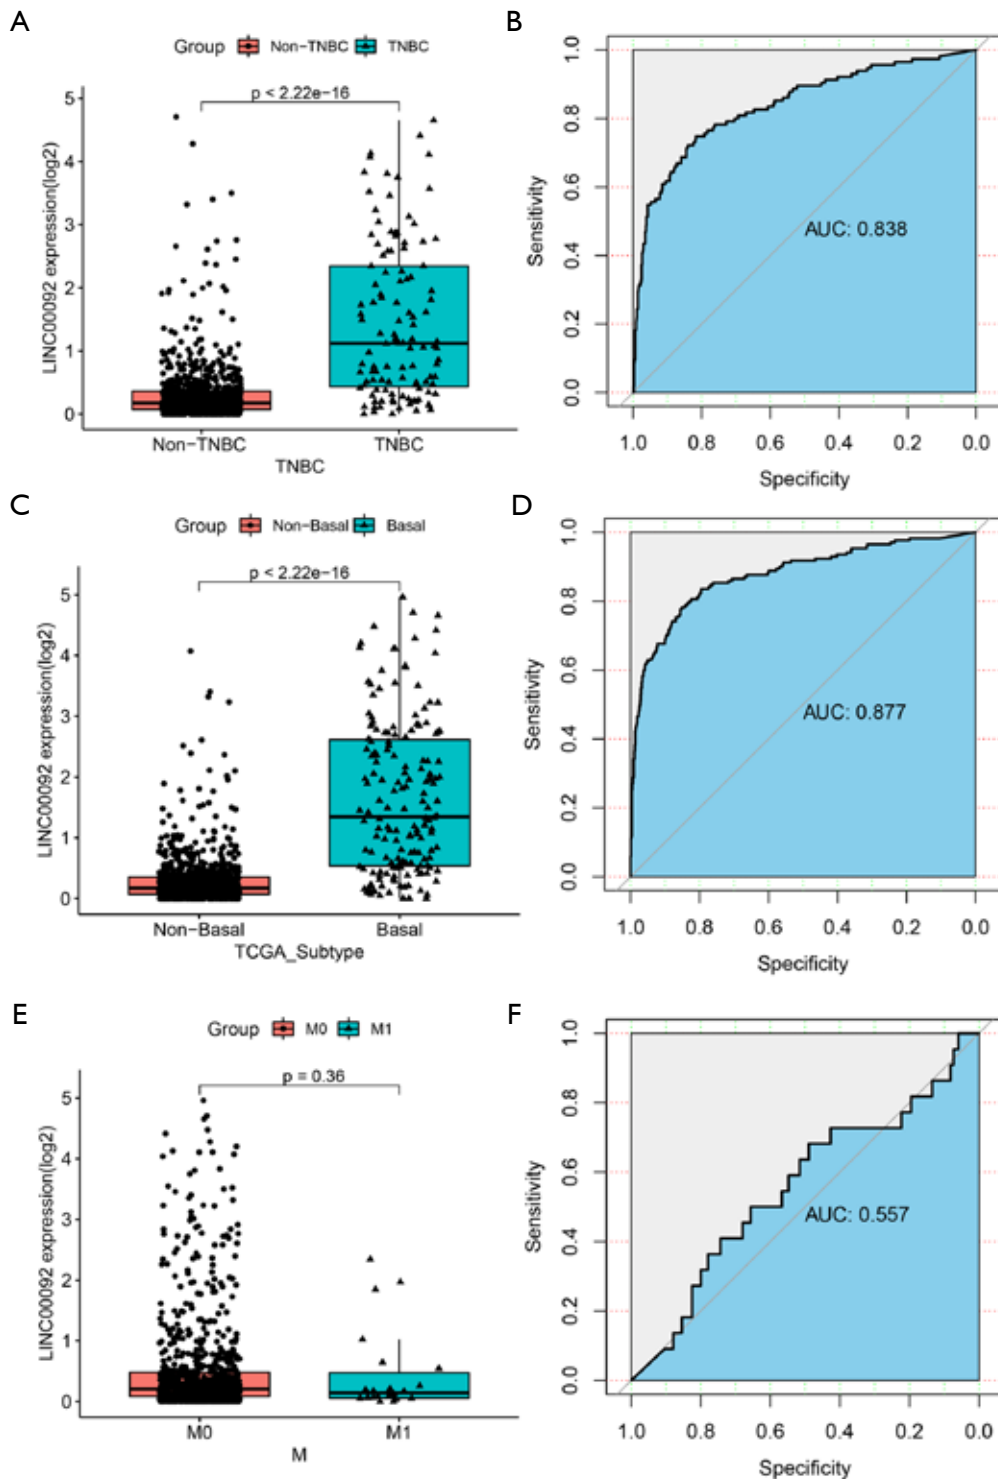 A
Group Non-TNBC TNBC
p < 2.22e-16
LINC00092 expression(log2)
5
4
3
2
1
0
Non-TNBC TNBC
TNBC
B
Sensitivity
1.0
0.8
0.6
0.4
0.2
0.0
AUC: 0.838
1.0 0.8 0.6 0.4 0.2 0.0
Specificity
C
Group Non-Basal Basal
p < 2.22e-16
LINC00092 expression(log2)
5
4
3
2
1
0
Non-Basal Basal
TCGA_Subtype
D
Sensitivity
1.0
0.8
0.6
0.4
0.2
0.0
AUC: 0.877
1.0 0.8 0.6 0.4 0.2 0.0
Specificity
E
Group M0 M1
p = 0.36
LINC00092 expression(log2)
5
4
3
2
1
0
M0 M1
M
F
Sensitivity
1.0
0.8
0.6
0.4
0.2
0.0
AUC: 0.557
1.0 0.8 0.6 0.4 0.2 0.0
Specificity